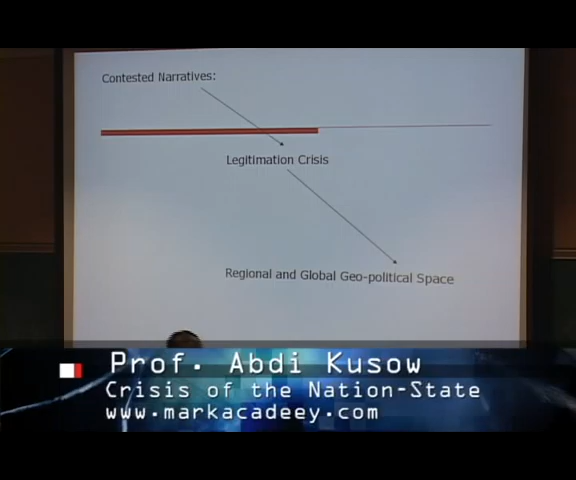 Contested Narratives:
Legitimation Crisis
Regional and Global Geo-political Space
Prof. Abdi Kusow
Crisis of the Nation-State
www.markacadeey.com